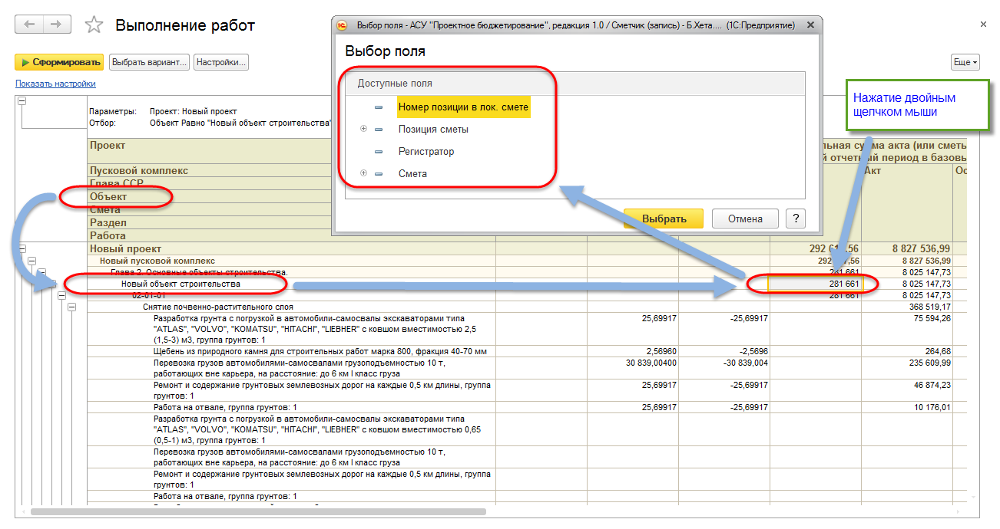 Выполнение работ
Сформировать
Выбрать вариант...
Настройки...
Еще
Показать настройки
Выбор поля - АСУ "Проектное бюджетирование", редакция 1.0 / Сметчик (запись) - Б.Хета.... (1С:Предприятие)
Выбор поля
Доступные поля
Номер позиции в лок. смете
Позиция сметы
Регистратор
Смета
Выбрать
Отмена
?
Нажатие двойным
щелчком мыши
Параметры: Проект: Новый проект
Отбор: Объект Равно "Новый объект строительства"
Проект
льная сумма акта (или сметы
й отчетный период в базовы
Пусковой комплекс
Акт
Ос
Глава ССР
Объект
Смета
Раздел
Работа
Новый проект 8 827 536,99
Новый пусковой комплекс 8 827 536,99
Глава 2. Основные объекты строительства. 281 661 8 025 147,73
Новый объект строительства 281 661 8 025 147,73
02-01-01 281 661 8 025 147,73
Снятие почвенно-растительного слоя 368 519,17
Разработка грунта с погрузкой в автомобили-самосвалы экскаваторами типа 25,69917 -25,69917 75 594,26
"ATLAS", "VOLVO", "KOMATSU", "HITACHI", "LIEBHER" с ковшом вместимостью 2,5
(1,5-3) м3, группа грунтов: 1
Щебень из природного камня для строительных работ марка 800, фракция 40-70 мм 2,56960 -2,5696 264,68
Перевозка грузов автомобилями-самосвалами грузоподъемностью 10 т, 30 839,00400 -30 839,004 235 609,99
работающих вне карьера, на расстояние: до 6 км I класс груза
Ремонт и содержание грунтовых землевозных дорог на каждые 0,5 км длины, группа 25,69917 -25,69917 46 874,23
грунтов: 1
Работа на отвале, группа грунтов: 1 25,69917 -25,69917 10 176,01
Разработка грунта с погрузкой в автомобили-самосвалы экскаваторами типа
"ATLAS", "VOLVO", "KOMATSU", "HITACHI", "LIEBHER" с ковшом вместимостью 0,65
(0,5-1) м3, группа грунтов: 1
Перевозка грузов автомобилями-самосвалами грузоподъемностью 10 т,
работающих вне карьера, на расстояние: до 6 км I класс груза
Ремонт и содержание грунтовых землевозных дорог на каждые 0,5 км длины, группа
грунтов: 1
Работа на отвале, группа грунтов: 1